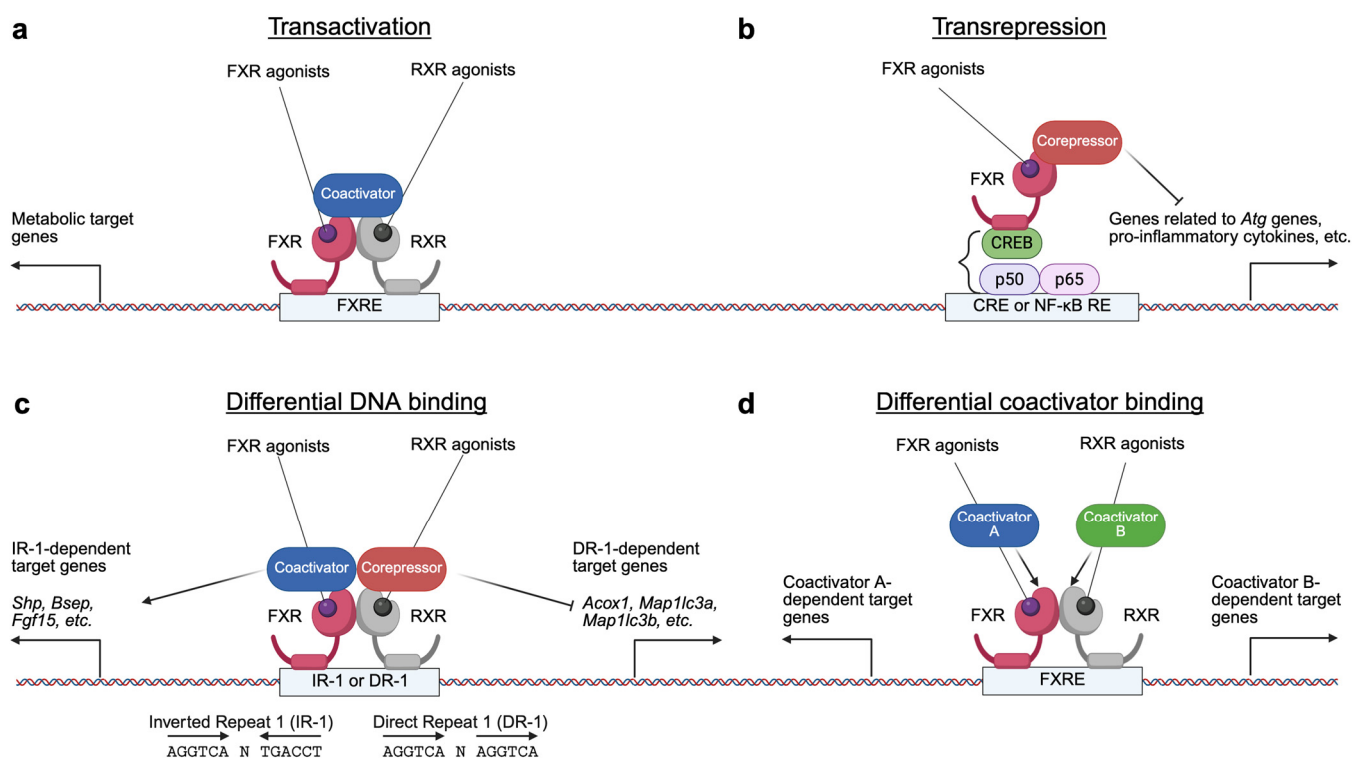 a
Transactivation
FXR agonists
RXR agonists
Coactivator
Metabolic target
genes
FXR
RXR
FXRE
b
Transrepression
FXR agonists
Corepressor
FXR
Genes related to Atg genes,
pro-inflammatory cytokines, etc.
CREB
p50
p65
CRE or NF-κB RE
c
Differential DNA binding
FXR agonists
RXR agonists
IR-1-dependent
target genes
Coactivator
Corepressor
DR-1-dependent
target genes
Shp, Bsep,
Fgf15, etc.
FXR
RXR
Acox1, Map1lc3a,
Map1lc3b, etc.
IR-1 or DR-1
Inverted Repeat 1 (IR-1)
AGGTCA N TGACCT
Direct Repeat 1 (DR-1)
AGGTCA N AGGTCA
d
Differential coactivator binding
FXR agonists
RXR agonists
Coactivator
A
Coactivator
B
Coactivator A-
dependent target
genes
FXR
RXR
Coactivator B-
dependent target
genes
FXRE